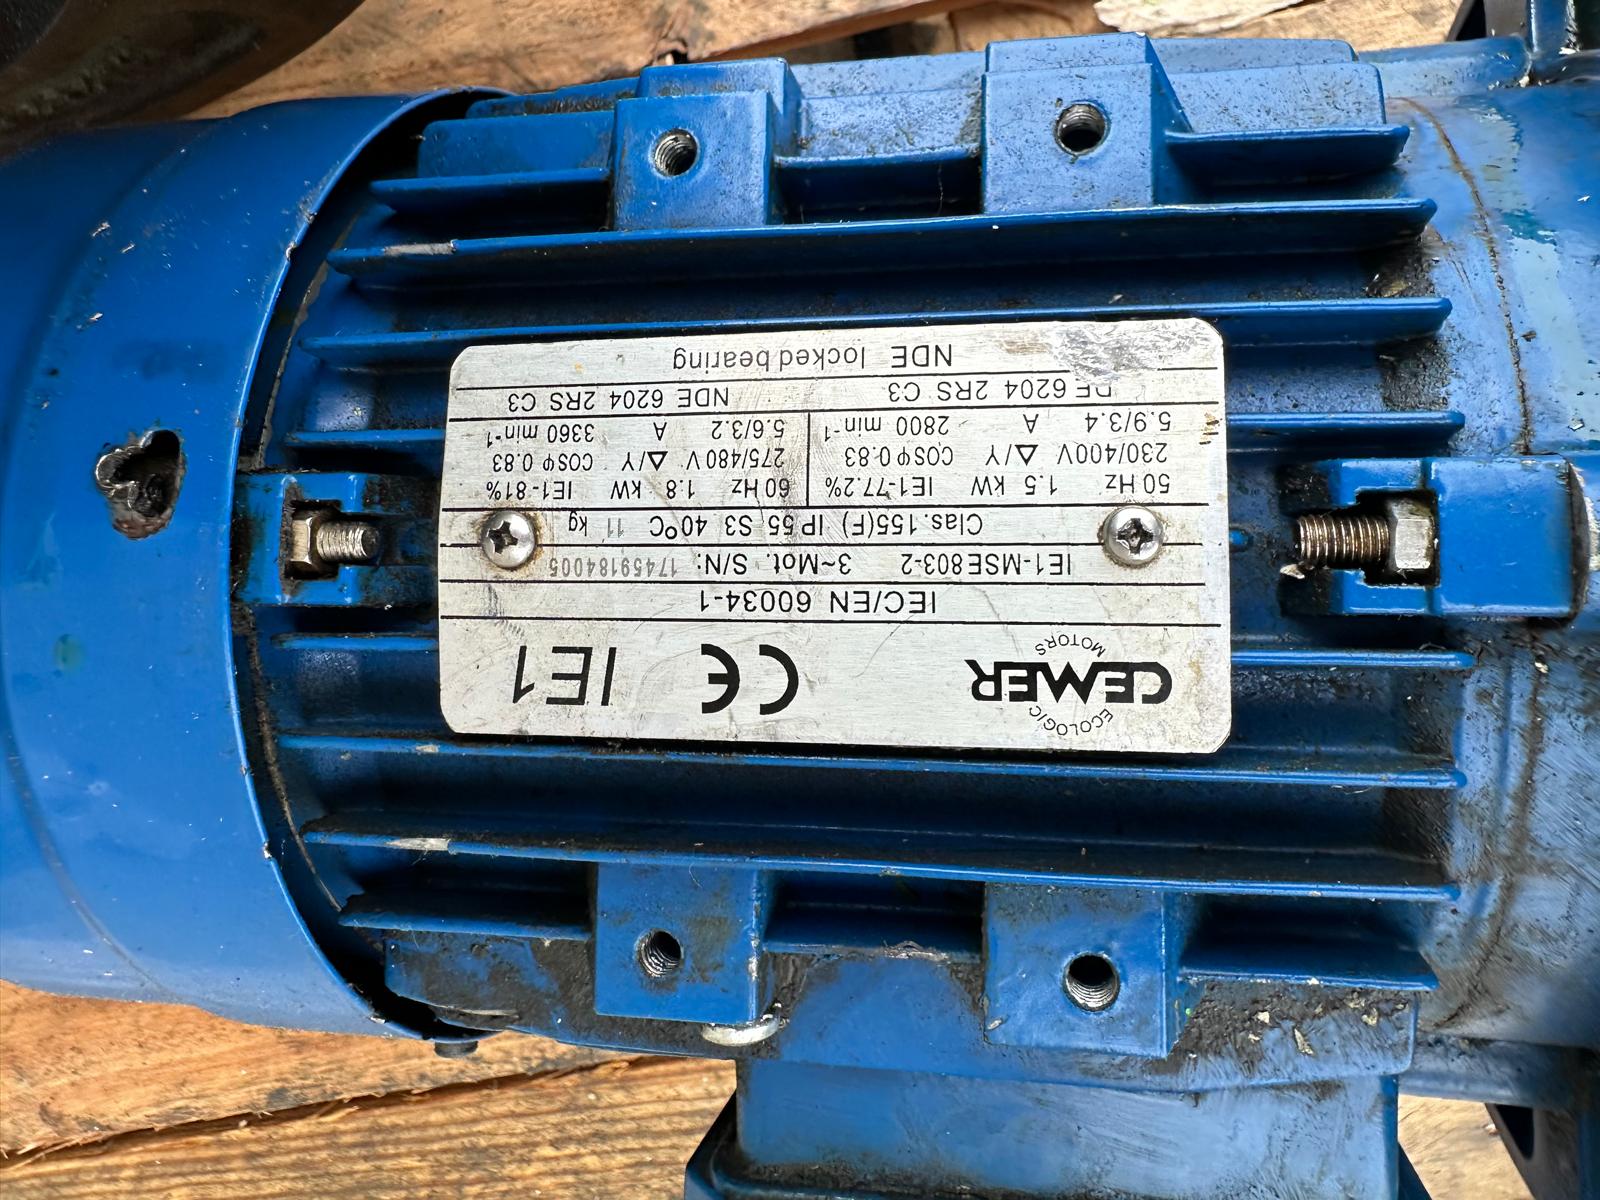 ECOLOGIC
CEMER CE IE1
MOTORS
IEC/EN 60034-1
IE1-MSE803-2 3~Mot. S/N: 17459184005
Clas.155(F) IP 55 S3 40°C 11 kg
50 Hz 1.5 kW IE1-77.2% 60 Hz 1.8 kW IE1-81%
230/400V Δ/Y COSφ 0.83 275/480V Δ/Y COSφ 0.83
5.9/3.4 A 2800 min⁻¹ 5.6/3.2 A 3360 min⁻¹
DE 6204 2RS C3 NDE 6204 2RS C3
NDE locked bearing